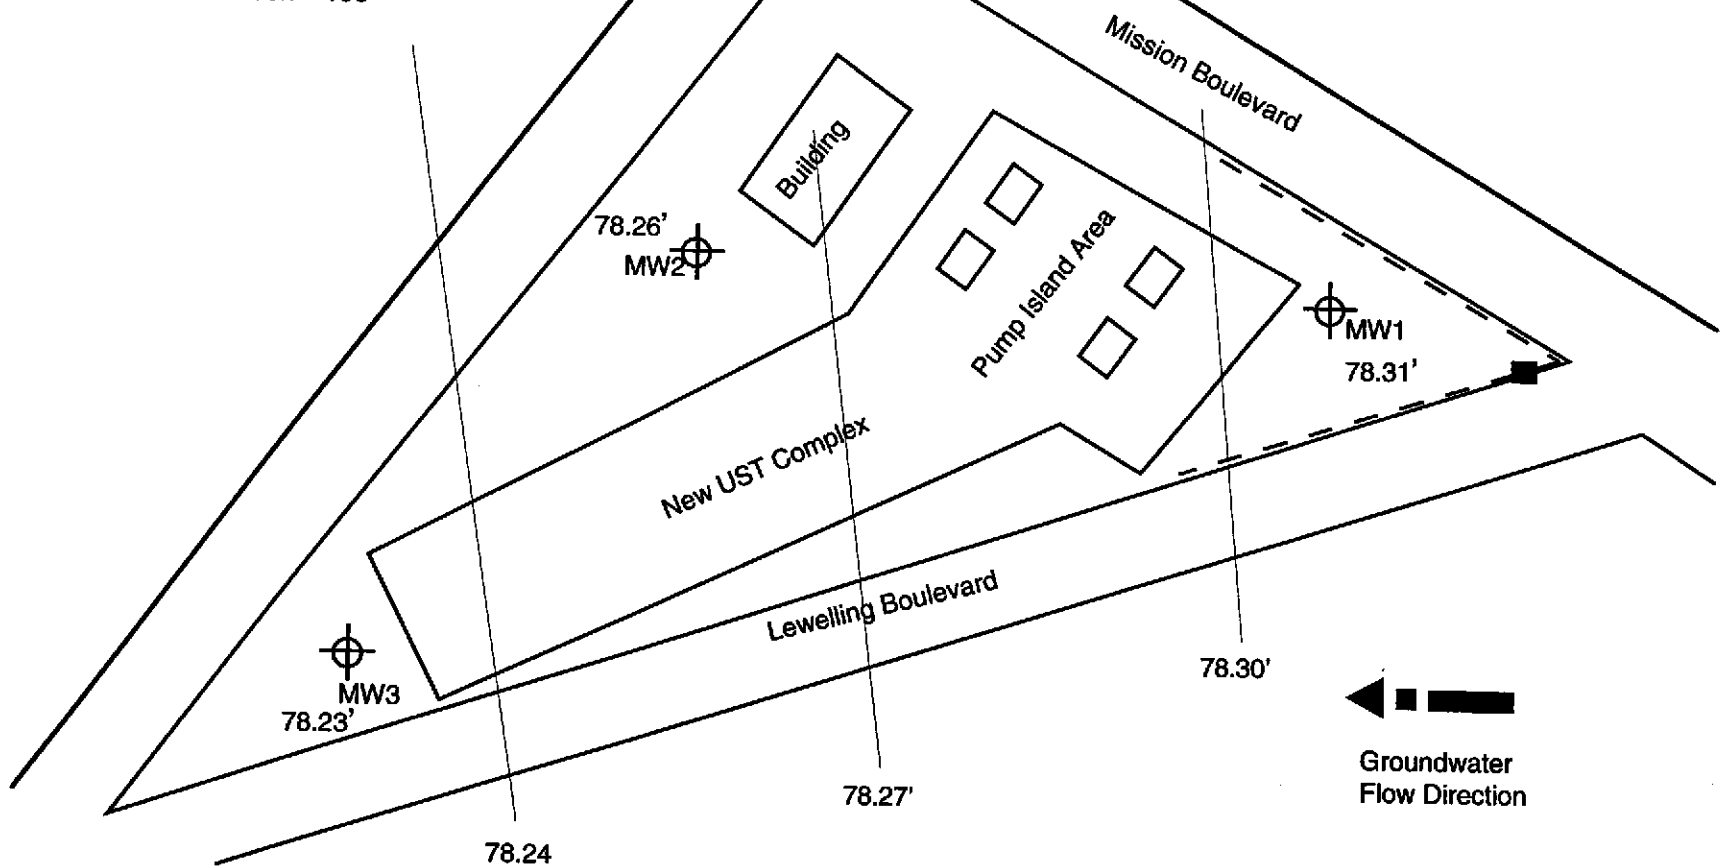 Mission Boulevard
Building
78.26'
MW2
Pump Island Area
MW1
78.31'
New UST Complex
Lewelling Boulevard
MW3
78.23'
78.30'
78.27'
78.24
Groundwater
Flow Direction